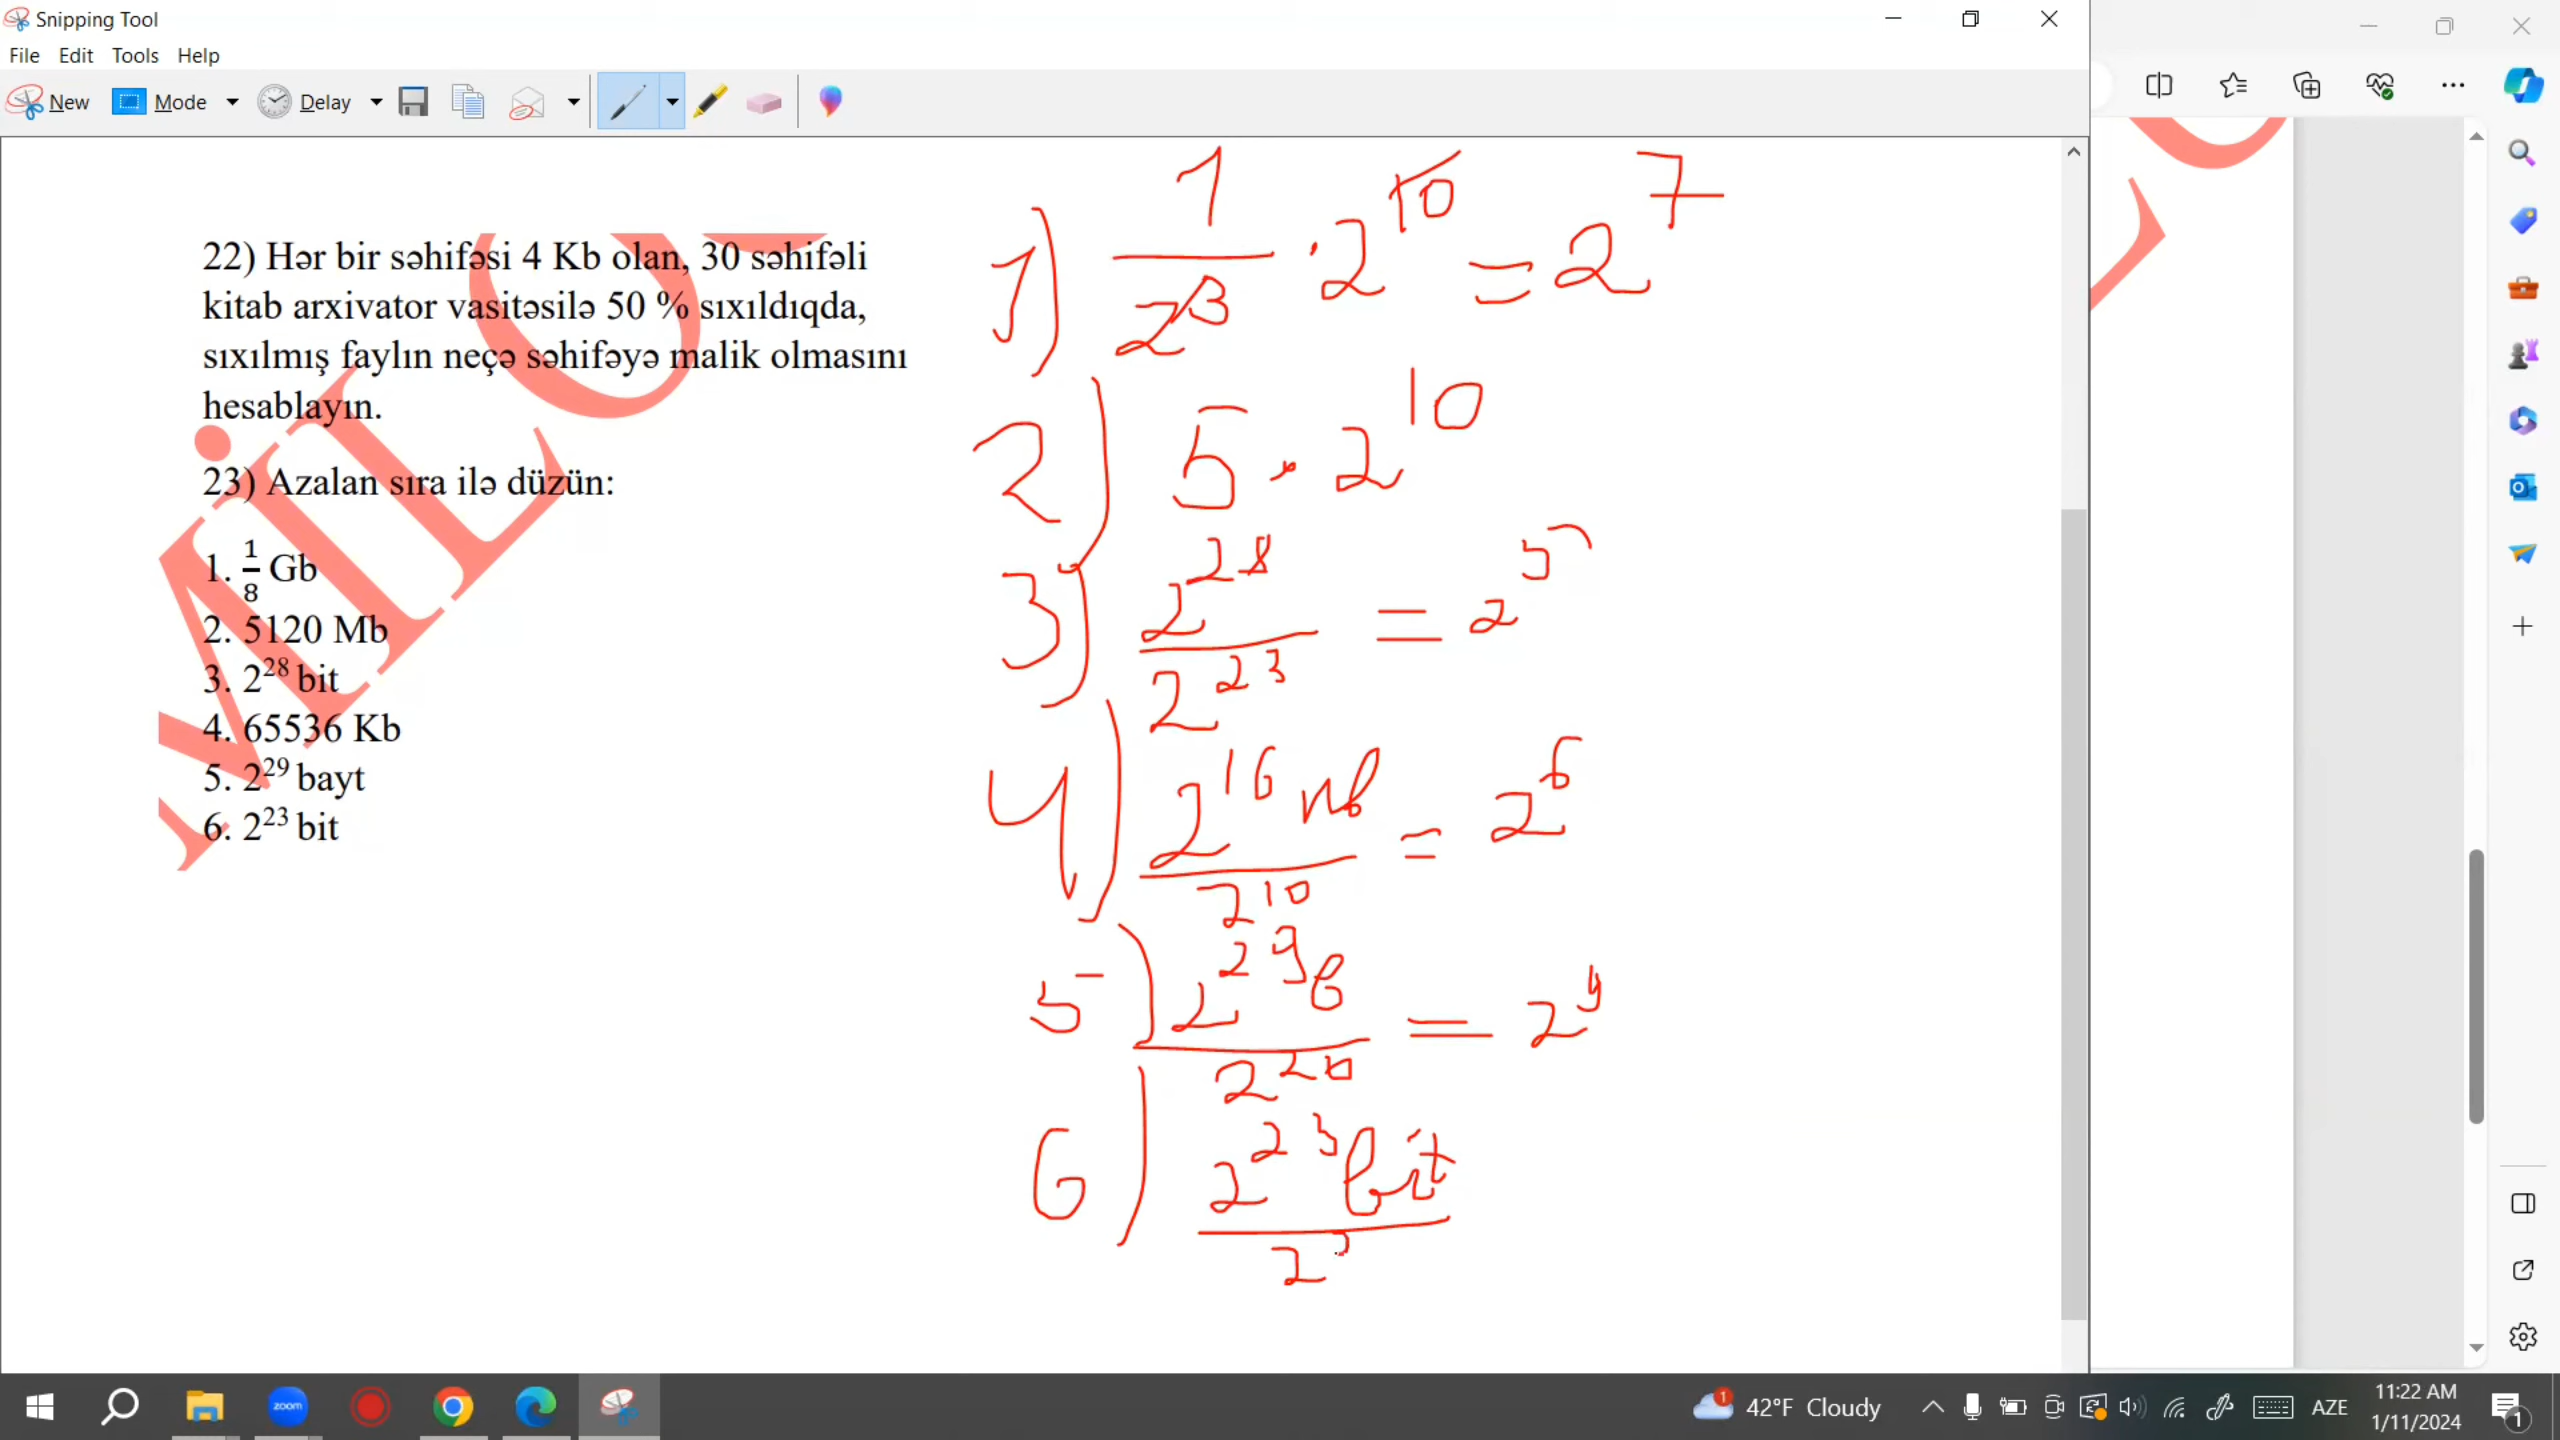 Snipping Tool
File Edit Tools Help
New Mode Delay
22) Hər bir səhifəsi 4 Kb olan, 30 səhifəli
kitab arxivator vasitəsilə 50 % sıxıldıqda,
sıxılmış faylın neçə səhifəyə malik olmasını
hesablayın.
23) Azalan sıra ilə düzün:
1. 1/8 Gb
2. 5120 Mb
3. 2^28 bit
4. 65536 Kb
5. 2^29 bayt
6. 2^23 bit
1) 1/2^3 · 2^10 = 2^7
2) 5 · 2^10
3) 2^28/2^23 = 2^5
4) 2^16 /2^10 = 2^6
5) 2^29 B/2^20 = 2^9
6) 2^23 bit/2^2
zoom
1
42°F Cloudy
AZE
11:22 AM
1/11/2024
1